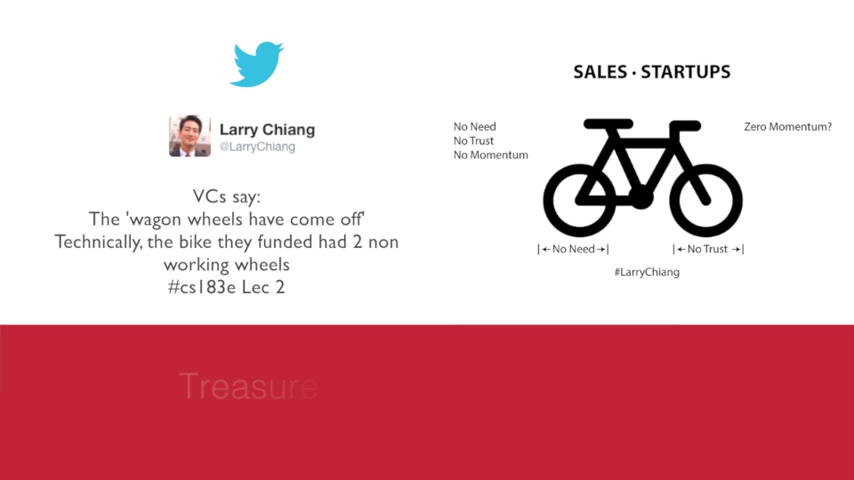 Larry Chiang
@LarryChiang
VCs say:
The 'wagon wheels have come off'
Technically, the bike they funded had 2 non
working wheels
#cs183e Lec 2
SALES · STARTUPS
No Need
No Trust
No Momentum
Zero Momentum?
|←No Need→|
|←No Trust →|
#LarryChiang
Treasure